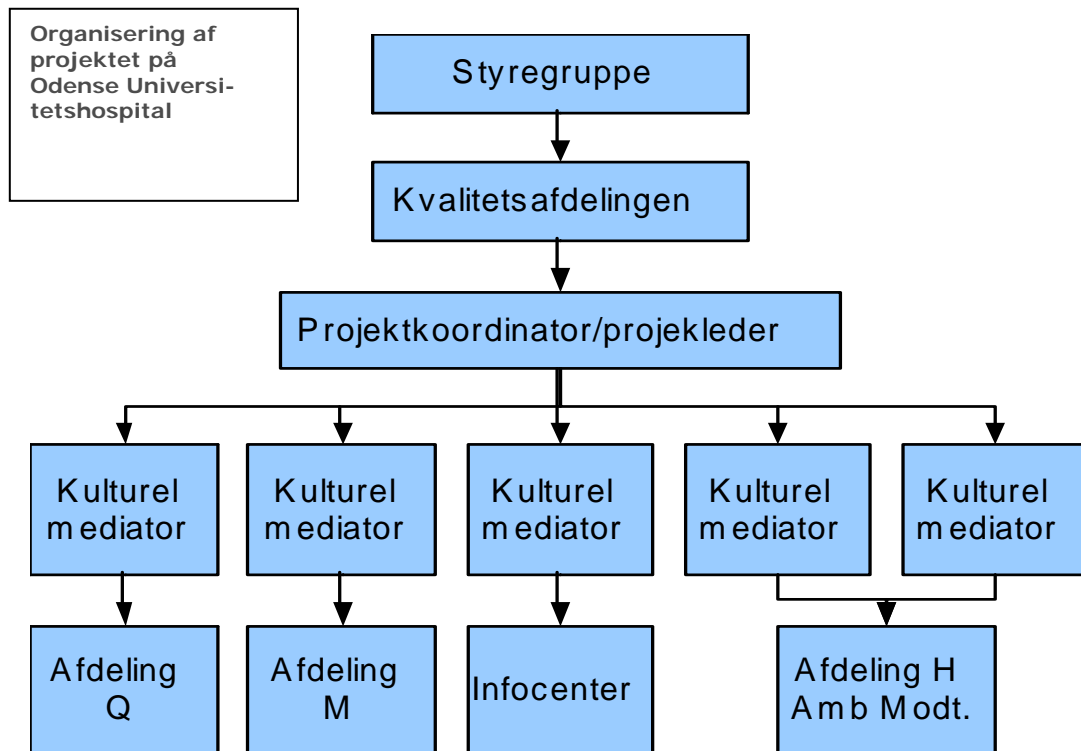 Organisering af
projektet på
Odense Universi-
tetshospital
Styregruppe
Kvalitetsafdelingen
Projektkoordinator/projekleder
Kulturel
mediator
Kulturel
mediator
Kulturel
mediator
Kulturel
mediator
Kulturel
mediator
Afdeling
Q
Afdeling
M
Infocenter
Afdeling H
Amb Modt.